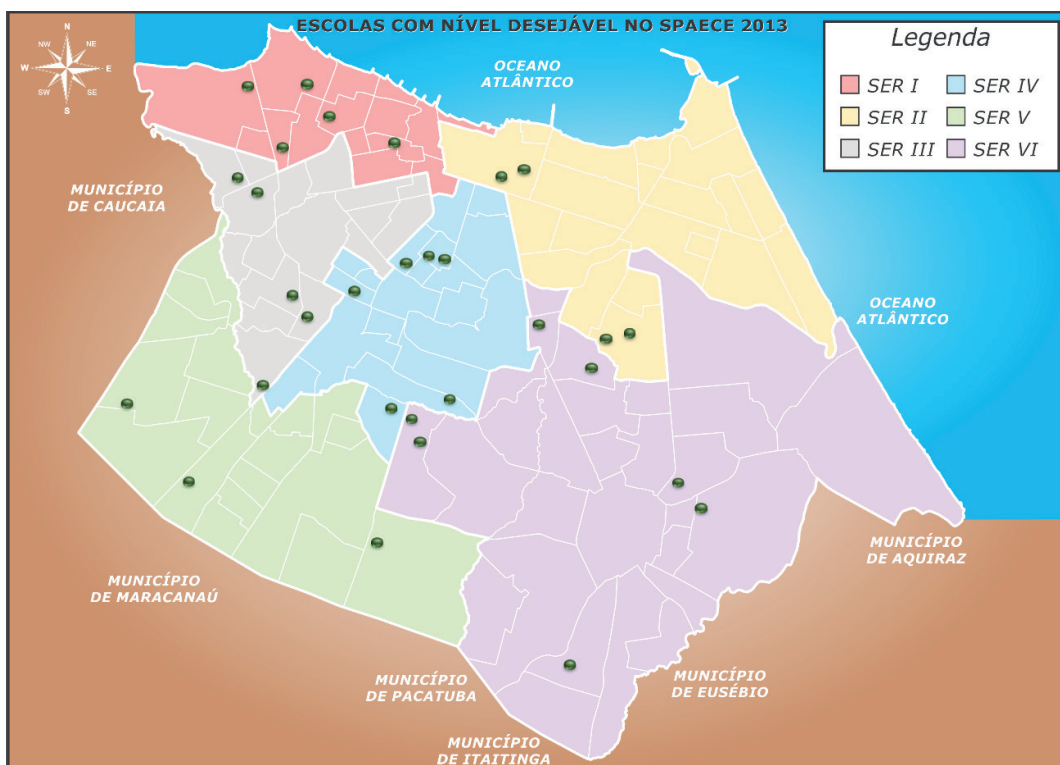 ESCOLAS COM NÍVEL DESEJÁVEL NO SPAECE 2013
N
NW
NE
W
E
SW
SE
S
OCEANO
ATLÂNTICO
Legenda
SER I
SER IV
SER II
SER V
SER III
SER VI
MUNICÍPIO
DE CAUCAIA
OCEANO
ATLÂNTICO
MUNICÍPIO
DE AQUIRAZ
MUNICÍPIO
DE MARACANAÚ
MUNICÍPIO
DE PACATUBA
MUNICÍPIO
DE EUSÉBIO
MUNICÍPIO
DE ITAITINGA